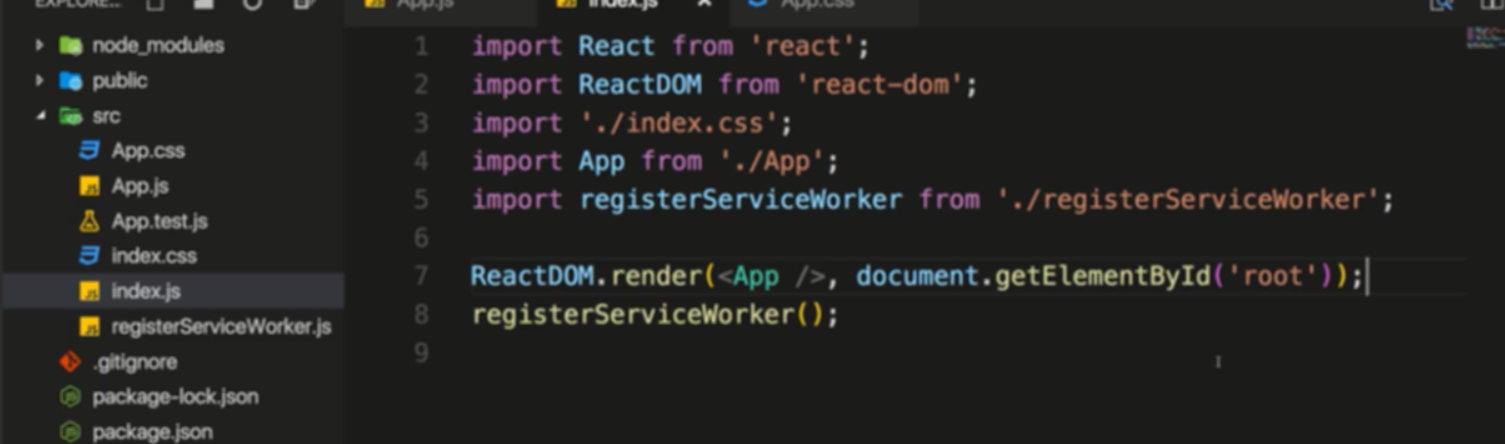 EXPLORE...
App.js
index.js
App.css
node_modules
public
src
App.css
App.js
App.test.js
index.css
index.js
registerServiceWorker.js
.gitignore
package-lock.json
package.json
1 import React from 'react';
2 import ReactDOM from 'react-dom';
3 import './index.css';
4 import App from './App';
5 import registerServiceWorker from './registerServiceWorker';
6
7 ReactDOM.render(<App />, document.getElementById('root'));
8 registerServiceWorker();
9